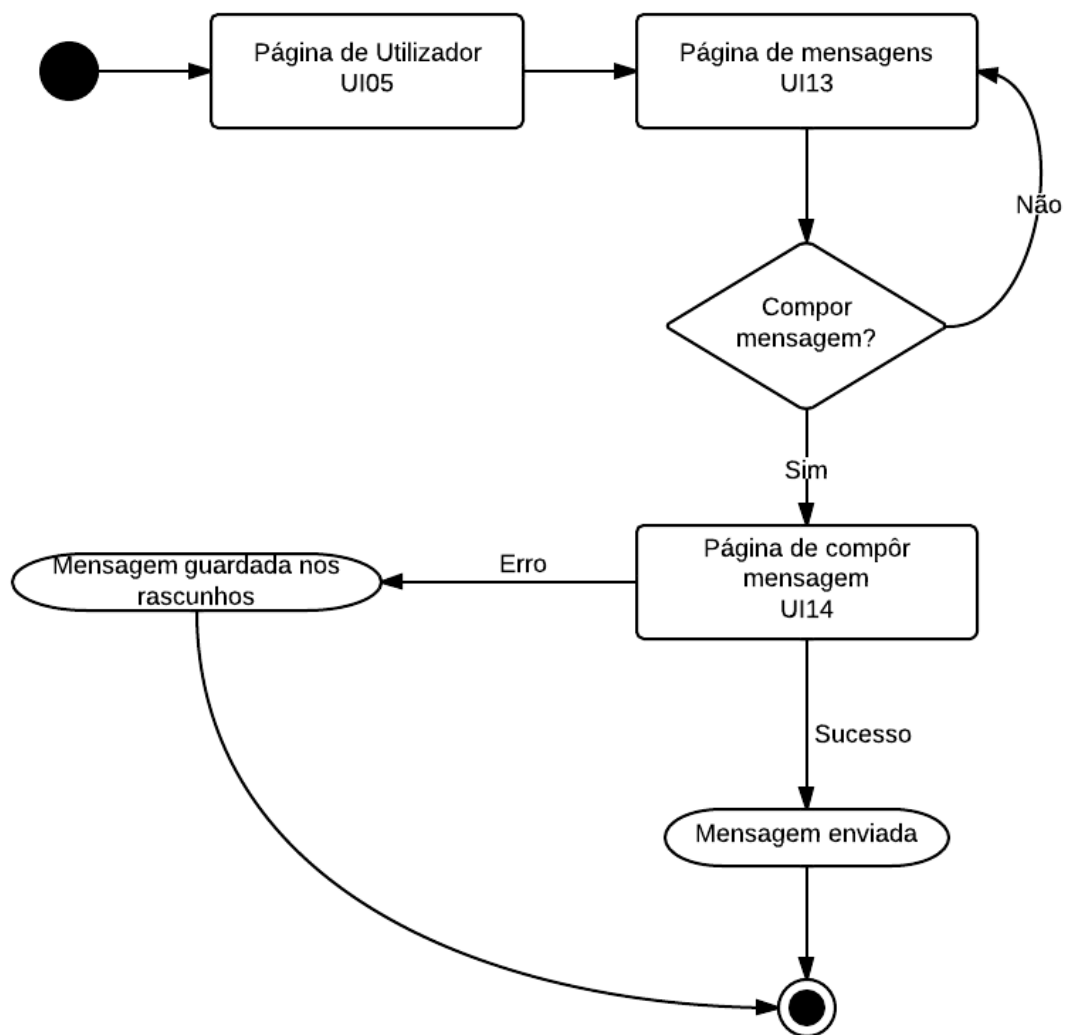 Página de Utilizador
UI05
Página de mensagens
UI13
Não
Compor
mensagem?
Sim
Página de compôr
mensagem
UI14
Erro
Mensagem guardada nos
rascunhos
Sucesso
Mensagem enviada